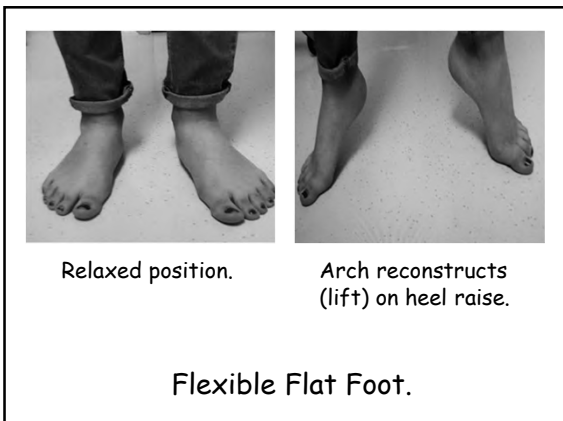 Relaxed position.
Arch reconstructs
(lift) on heel raise.
Flexible Flat Foot.